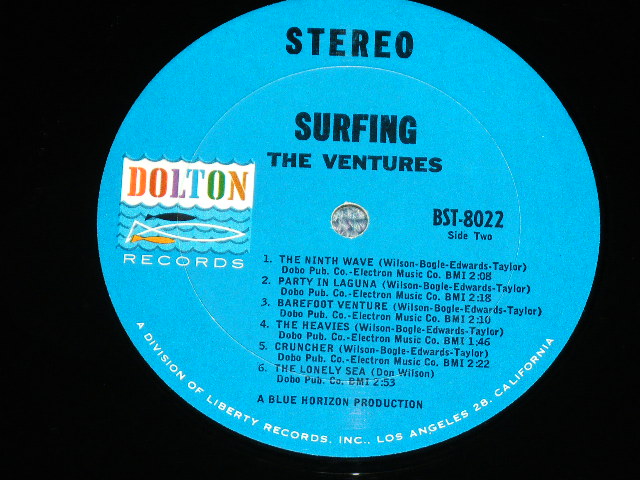 STEREO
SURFING
THE VENTURES
DOLTON
RECORDS
BST-8022
Side Two
1. THE NINTH WAVE (Wilson-Bogle-Edwards-Taylor)
Dobo Pub. Co.-Electron Music Co. BMI 2:08
2. PARTY IN LAGUNA (Wilson-Bogle-Edwards-Taylor)
Dobo Pub. Co.-Electron Music Co. BMI 2:18
3. BAREFOOT VENTURE (Wilson-Bogle-Edwards-Taylor)
Dobo Pub. Co.-Electron Music Co. BMI 2:10
4. THE HEAVIES (Wilson-Bogle-Edwards-Taylor)
Dobo Pub. Co.-Electron Music Co. BMI 1:46
5. CRUNCHER (Wilson-Bogle-Edwards-Taylor)
Dobo Pub. Co.-Electron Music Co. BMI 2:22
6. THE LONELY SEA (Don Wilson)
Dobo Pub. Co. BMI 2:53
A BLUE HORIZON PRODUCTION
A DIVISION OF LIBERTY RECORDS, INC., LOS ANGELES 28, CALIFORNIA